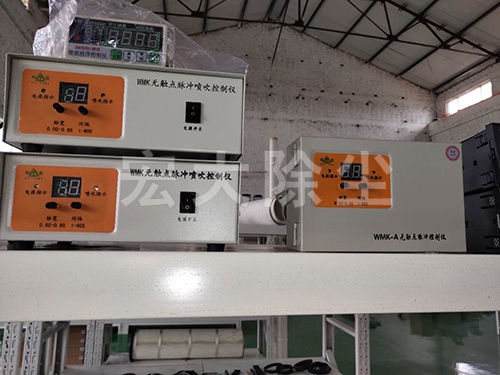 8888
WMK无触点脉冲喷吹控制仪
电源指示
喷吹指示
脉宽 间隔
0.02-0.8S 1-60S
电源开关
WMK无触点脉冲喷吹控制仪
电源指示
喷吹指示
脉宽 间隔
0.02-0.8S 1-60S
电源开关
WMK-A无触点脉冲控制仪
宏大除尘